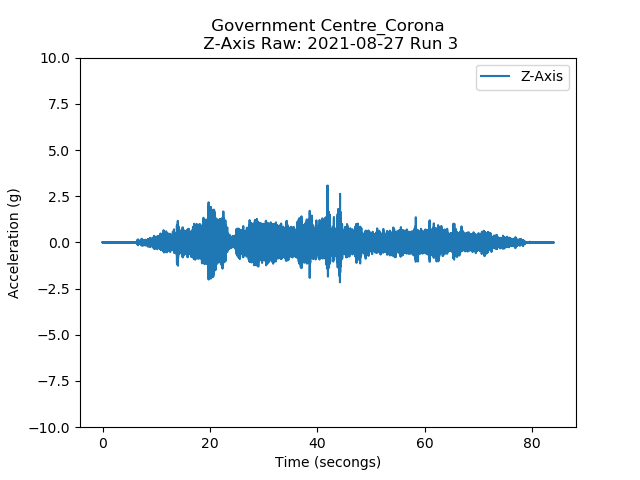 Government Centre_Corona
Z-Axis Raw: 2021-08-27 Run 3
Z-Axis
10.0
7.5
5.0
2.5
0.0
−2.5
−5.0
−7.5
−10.0
Acceleration (g)
0 20 40 60 80
Time (secongs)